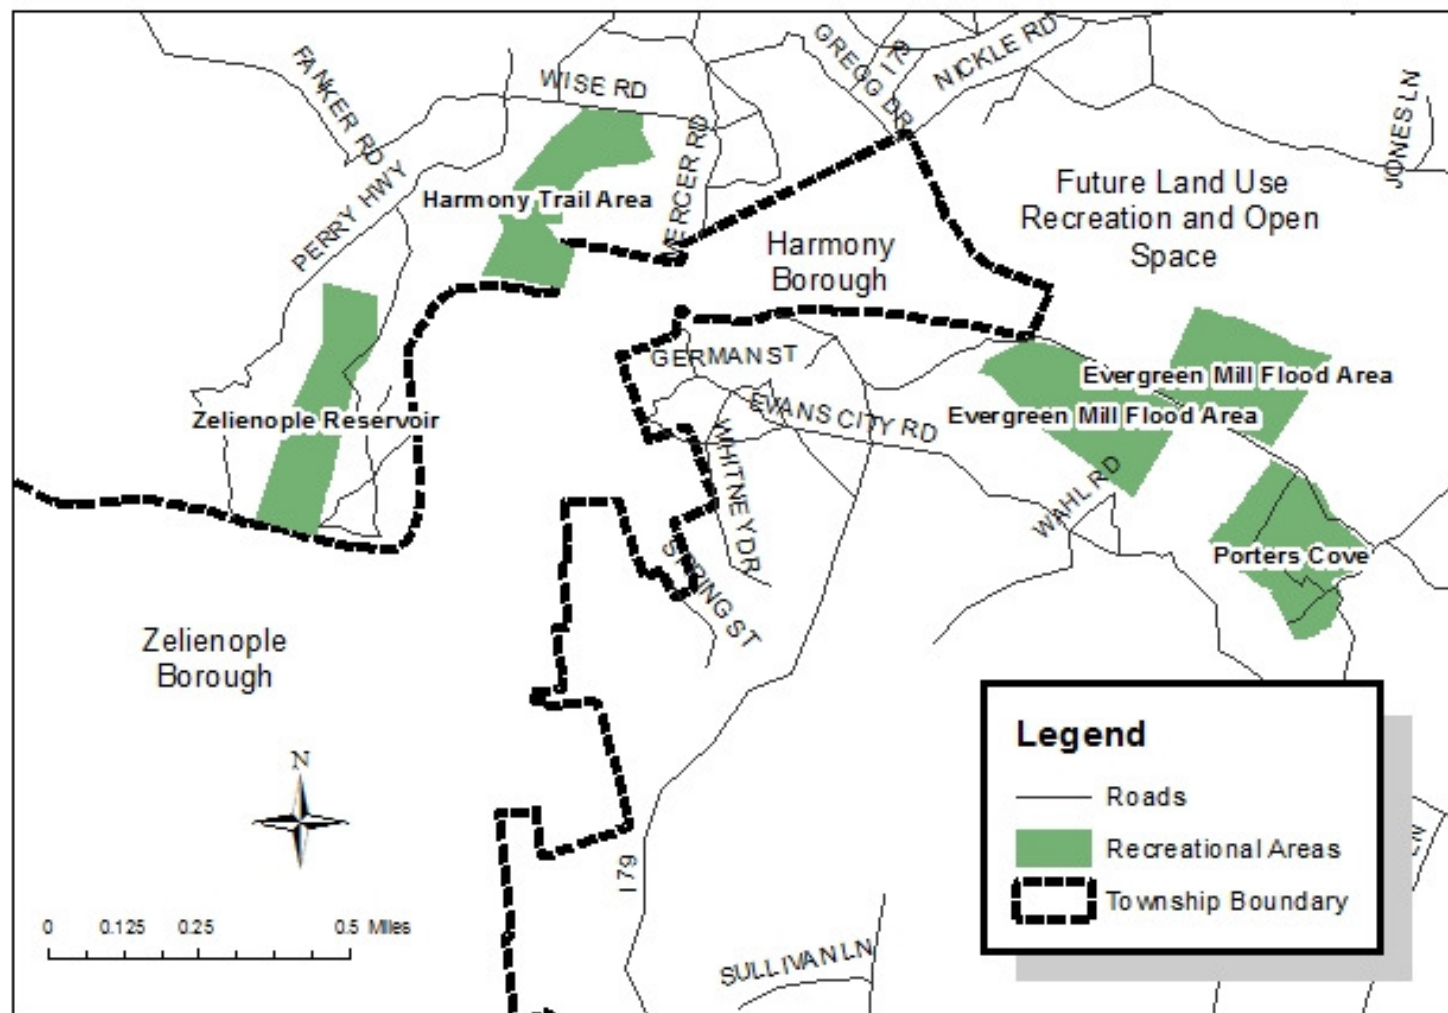 FANKER RD
WISE RD
GREGG DR
I 79
NICKLE RD
JONES LN
PERRY HWY
MERCER RD
Harmony Trail Area
Future Land Use
Recreation and Open
Space
Harmony
Borough
GERMAN ST
Evergreen Mill Flood Area
Evergreen Mill Flood Area
Zelienople Reservoir
EVANS CITY RD
WHITNEY DR
WAHL RD
SPRING ST
Porters Cove
Zelienople
Borough
N
0 0.125 0.25 0.5 Miles
I 79
SULLIVAN LN
Legend
Roads
Recreational Areas
Township Boundary
LN